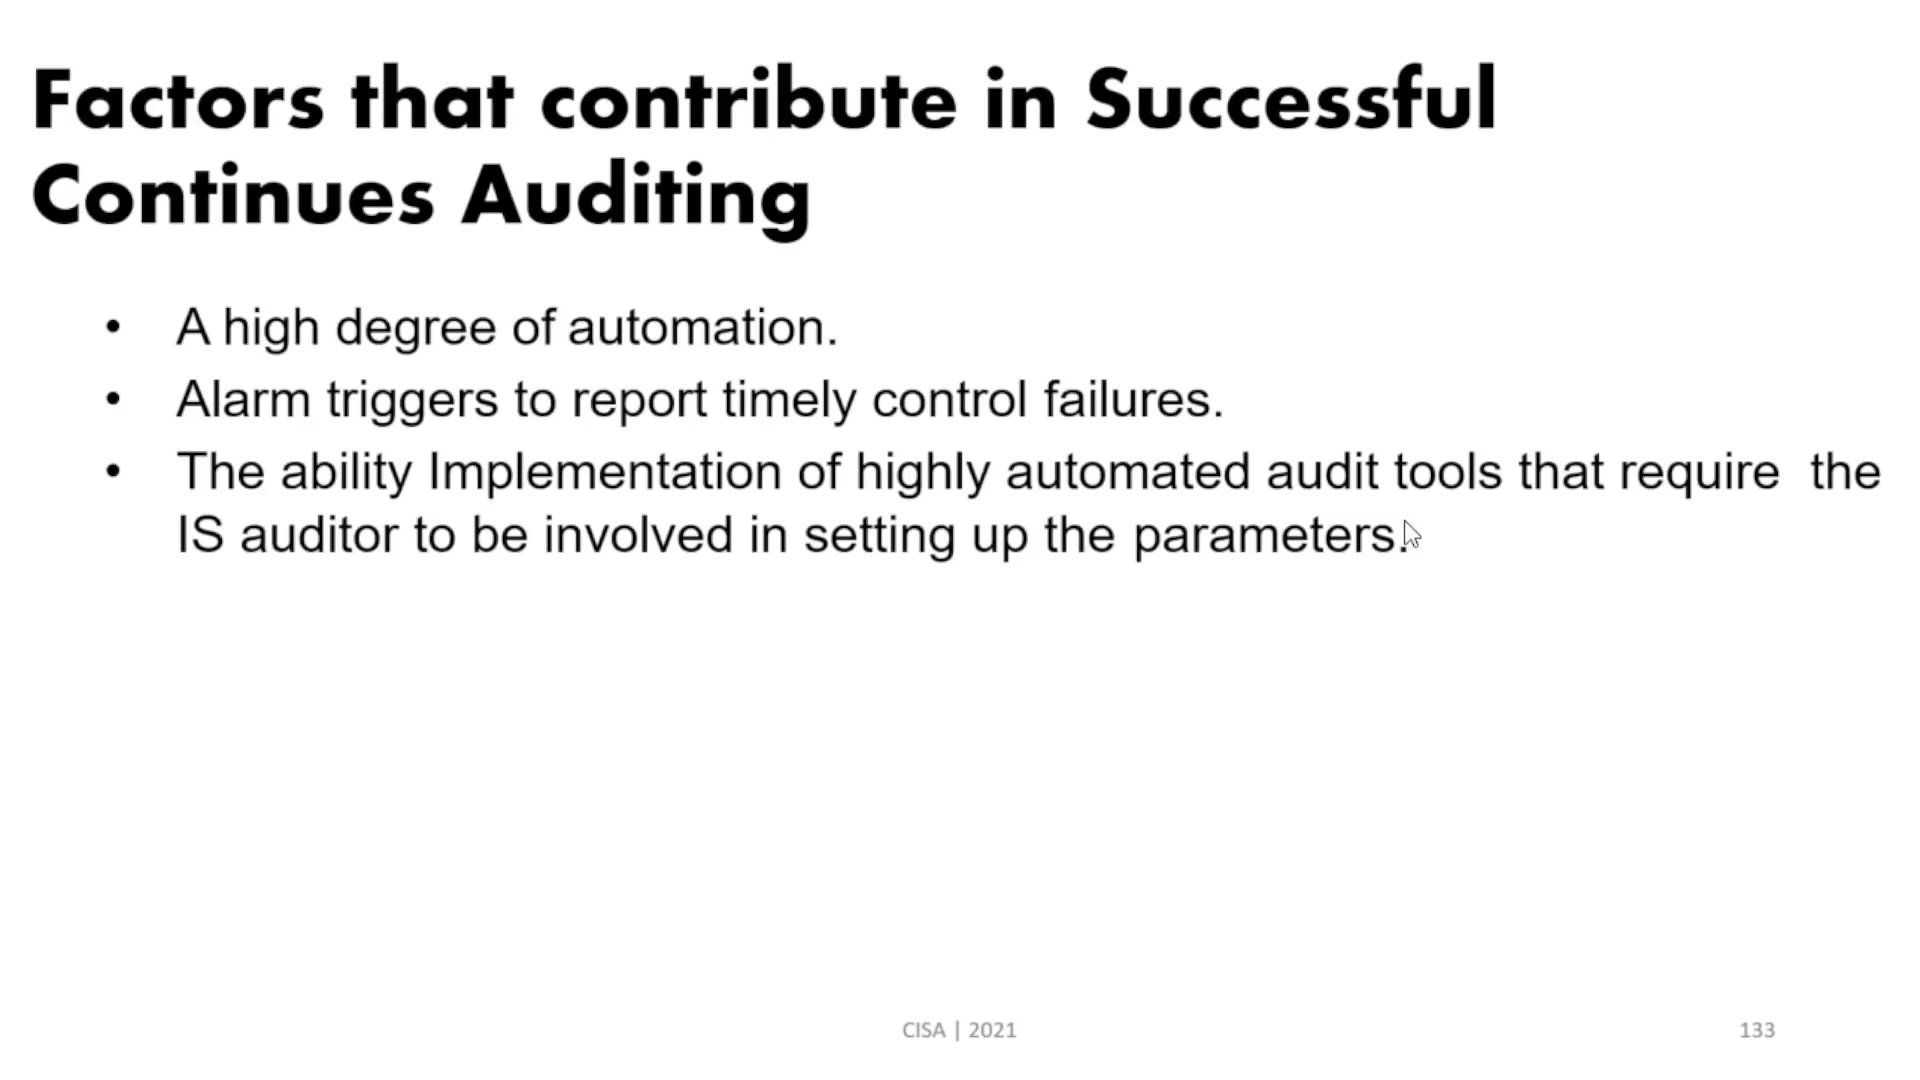 Factors that contribute in Successful
Continues Auditing
• A high degree of automation.
• Alarm triggers to report timely control failures.
• The ability Implementation of highly automated audit tools that require the
IS auditor to be involved in setting up the parameters.
CISA | 2021
133